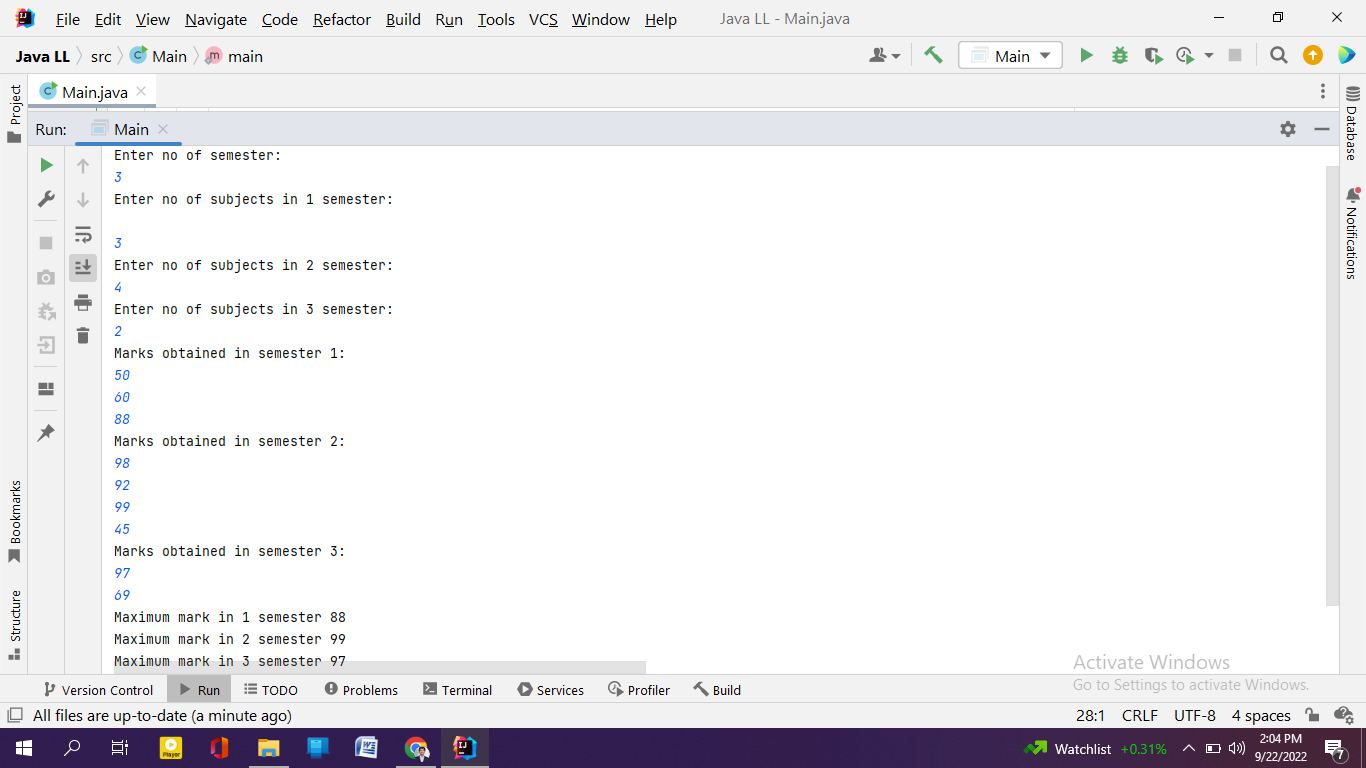 File Edit View Navigate Code Refactor Build Run Tools VCS Window Help Java LL - Main.java
Java LL src Main main Main
Project
Main.java
Run: Main
Database
Notifications
Enter no of semester:
3
Enter no of subjects in 1 semester:
3
Enter no of subjects in 2 semester:
4
Enter no of subjects in 3 semester:
2
Marks obtained in semester 1:
50
60
88
Marks obtained in semester 2:
98
92
99
45
Marks obtained in semester 3:
97
69
Maximum mark in 1 semester 88
Maximum mark in 2 semester 99
Maximum mark in 3 semester 97
Bookmarks
Structure
Activate Windows
Go to Settings to activate Windows.
Version Control Run TODO Problems Terminal Services Profiler Build
All files are up-to-date (a minute ago) 28:1 CRLF UTF-8 4 spaces
Player Watchlist +0.31% 2:04 PM
9/22/2022 7